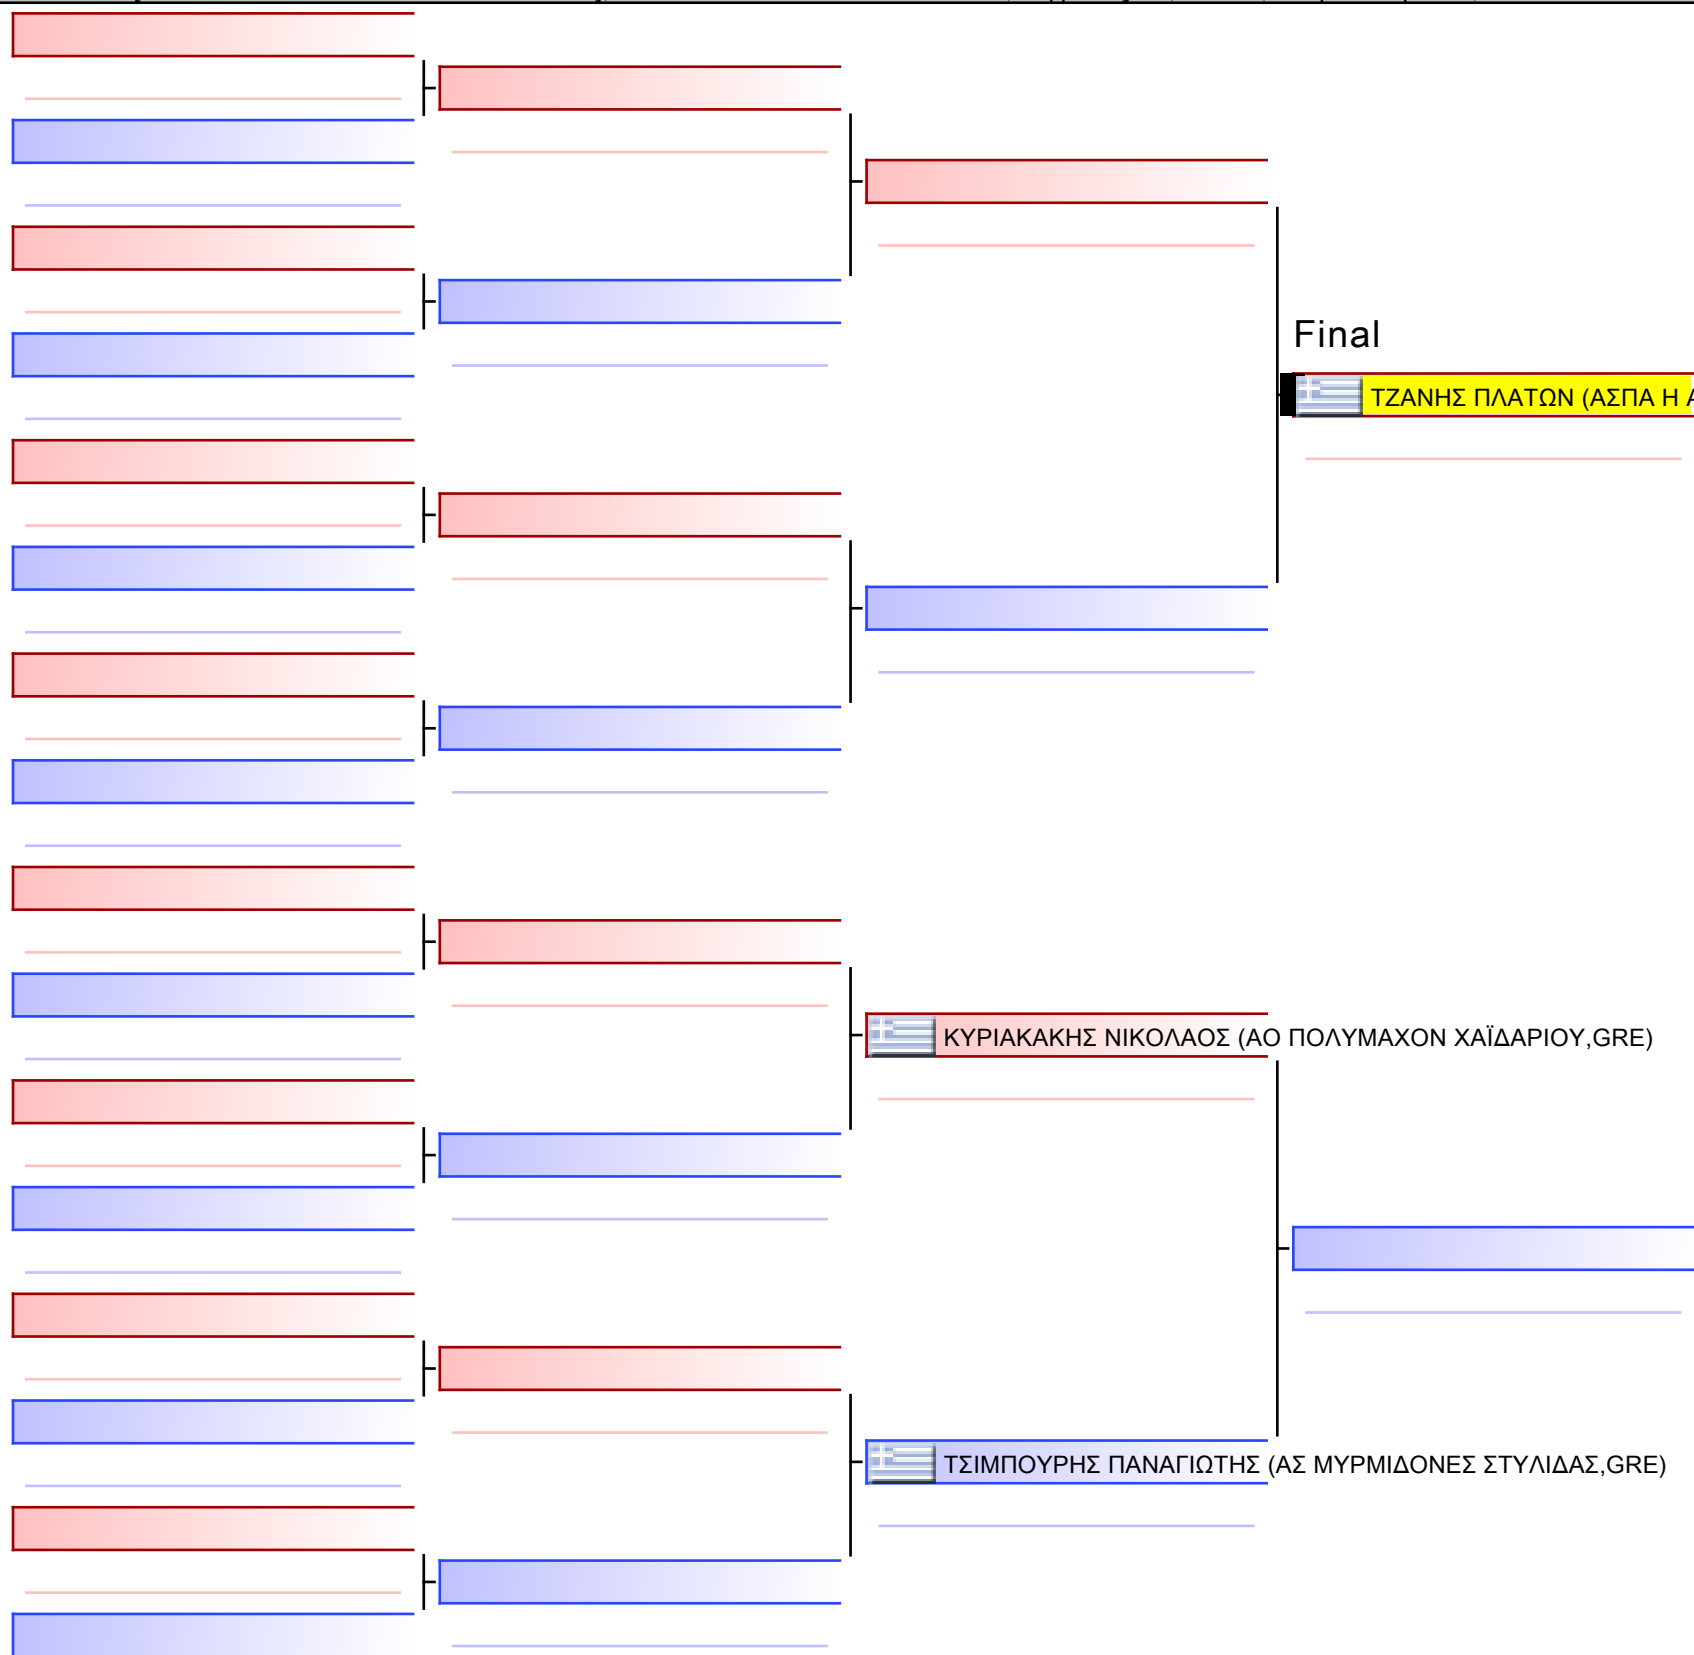 Final
ΤΖΑΝΗΣ ΠΛΑΤΩΝ (ΑΣΠΑ Η
ΚΥΡΙΑΚΑΚΗΣ ΝΙΚΟΛΑΟΣ (ΑΟ ΠΟΛΥΜΑΧΟΝ ΧΑΪΔΑΡΙΟΥ,GRE)
ΤΣΙΜΠΟΥΡΗΣ ΠΑΝΑΓΙΩΤΗΣ (ΑΣ ΜΥΡΜΙΔΟΝΕΣ ΣΤΥΛΙΔΑΣ,GRE)